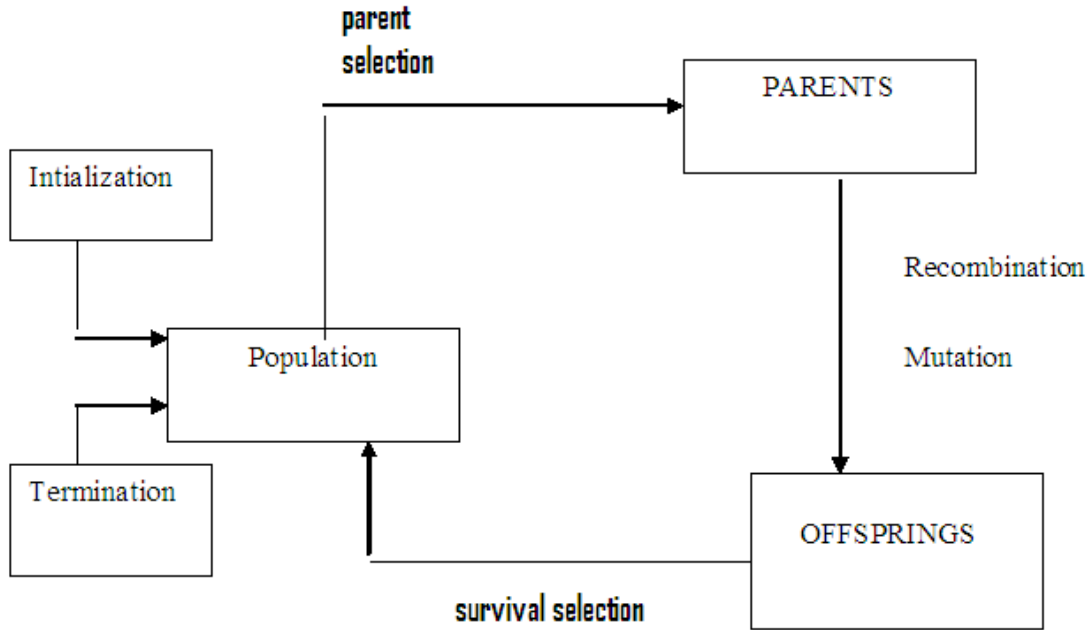 parent
selection
PARENTS
Intialization
Recombination
Population
Mutation
Termination
OFFSPRINGS
survival selection